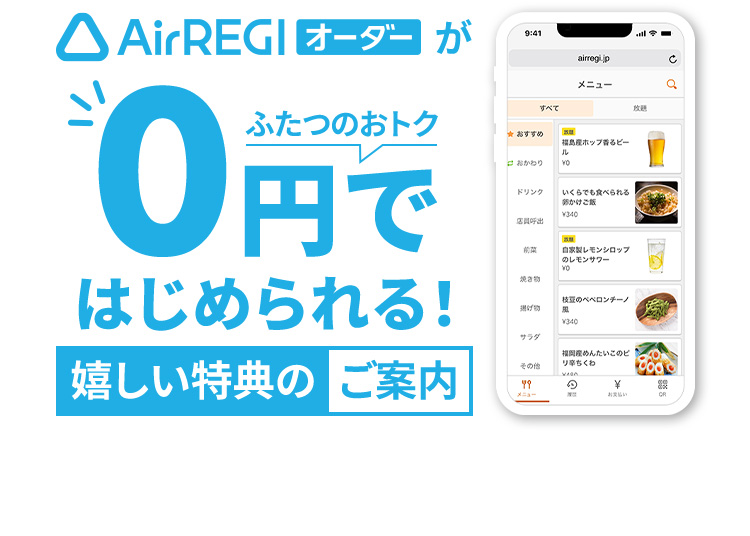 AirREGI オーダー が
ふたつのおトク
0円で
はじめられる!
嬉しい特典の ご案内
9:41
airregi.jp
メニュー
すべて 放題
おすすめ
おかわり
ドリンク
店員呼出
前菜
焼き物
揚げ物
サラダ
その他
放題
福島産ホップ香るビー
ル
¥0
いくらでも食べられる
卵かけご飯
¥340
放題
自家製レモンシロップ
のレモンサワー
¥0
枝豆のペペロンチーノ
風
¥340
福岡産めんたいこのピ
リ辛ちくわ
¥480
メニュー 履歴 お支払い QR